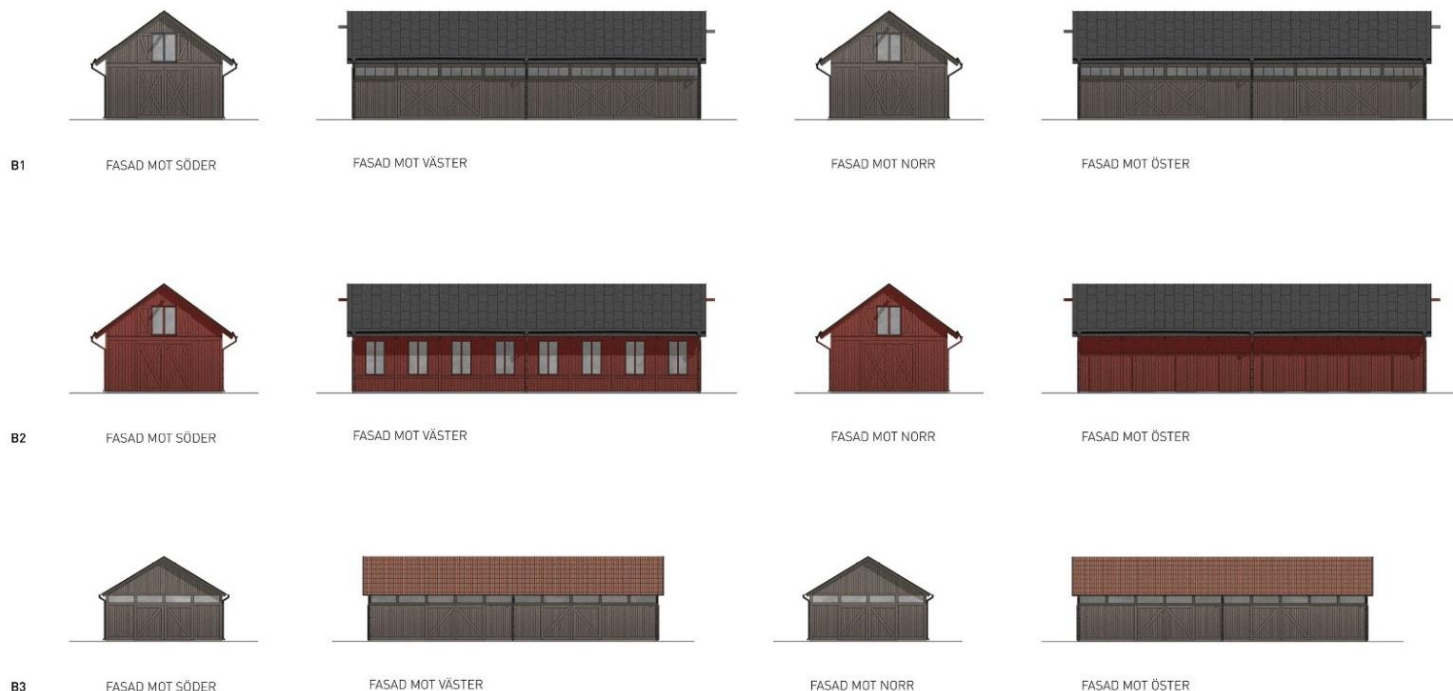 B1 FASAD MOT SÖDER FASAD MOT VÄSTER FASAD MOT NORR FASAD MOT ÖSTER
B2 FASAD MOT SÖDER FASAD MOT VÄSTER FASAD MOT NORR FASAD MOT ÖSTER
B3 FASAD MOT SÖDER FASAD MOT VÄSTER FASAD MOT NORR FASAD MOT ÖSTER